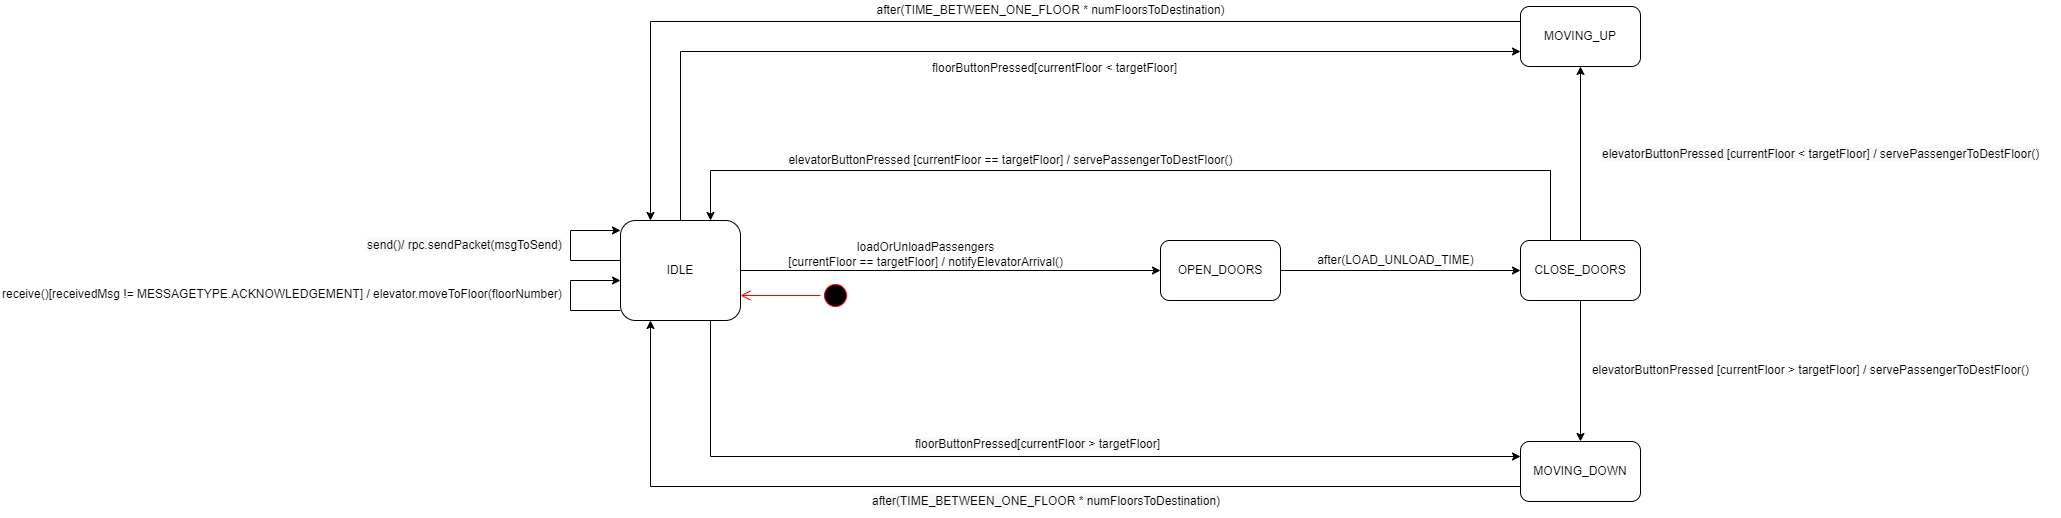 after(TIME_BETWEEN_ONE_FLOOR * numFloorsToDestination)
MOVING_UP
floorButtonPressed[currentFloor < targetFloor]
elevatorButtonPressed [currentFloor == targetFloor] / servePassengerToDestFloor()
elevatorButtonPressed [currentFloor < targetFloor] / servePassengerToDestFloor()
send()/ rpc.sendPacket(msgToSend)
receive()[receivedMsg != MESSAGETYPE.ACKNOWLEDGEMENT] / elevator.moveToFloor(floorNumber)
IDLE
loadOrUnloadPassengers
[currentFloor == targetFloor] / notifyElevatorArrival()
OPEN_DOORS
after(LOAD_UNLOAD_TIME)
CLOSE_DOORS
elevatorButtonPressed [currentFloor > targetFloor] / servePassengerToDestFloor()
floorButtonPressed[currentFloor > targetFloor]
MOVING_DOWN
after(TIME_BETWEEN_ONE_FLOOR * numFloorsToDestination)